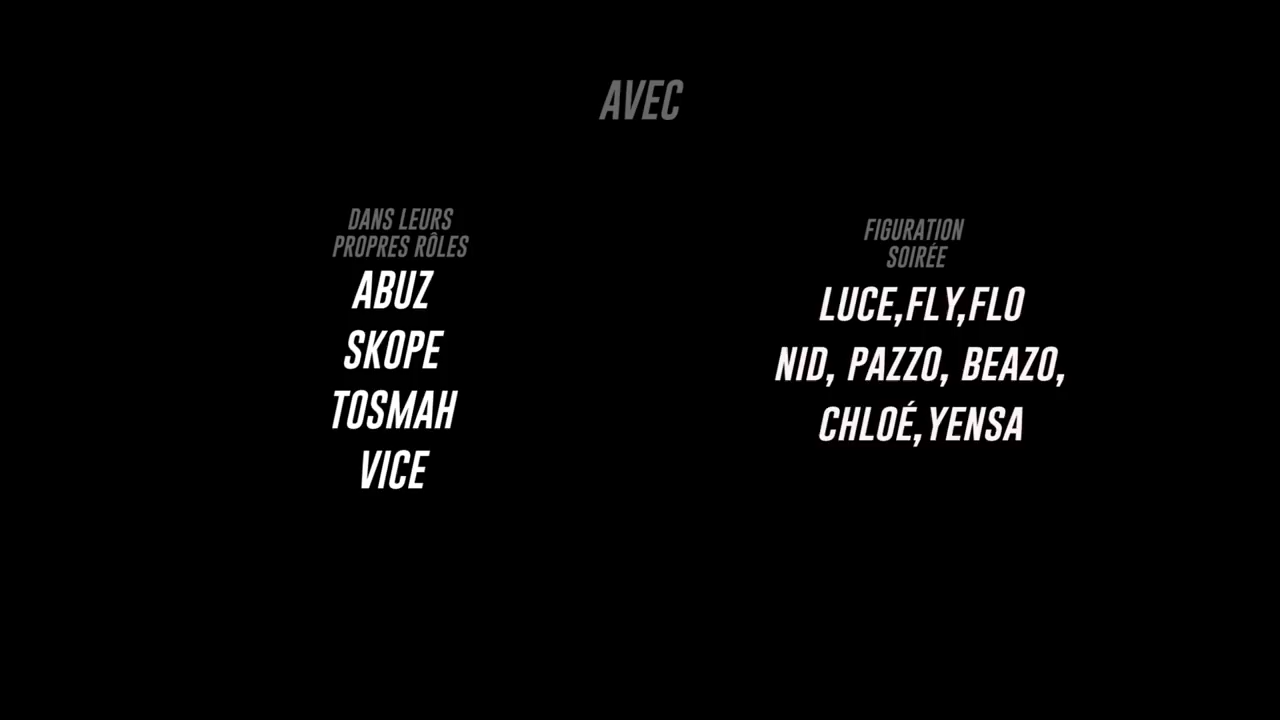 AVEC
DANS LEURS
PROPRES RÔLES
ABUZ
SKOPE
TOSMAH
VICE
FIGURATION
SOIRÉE
LUCE,FLY,FLO
NID, PAZZO, BEAZO,
CHLOÉ,YENSA